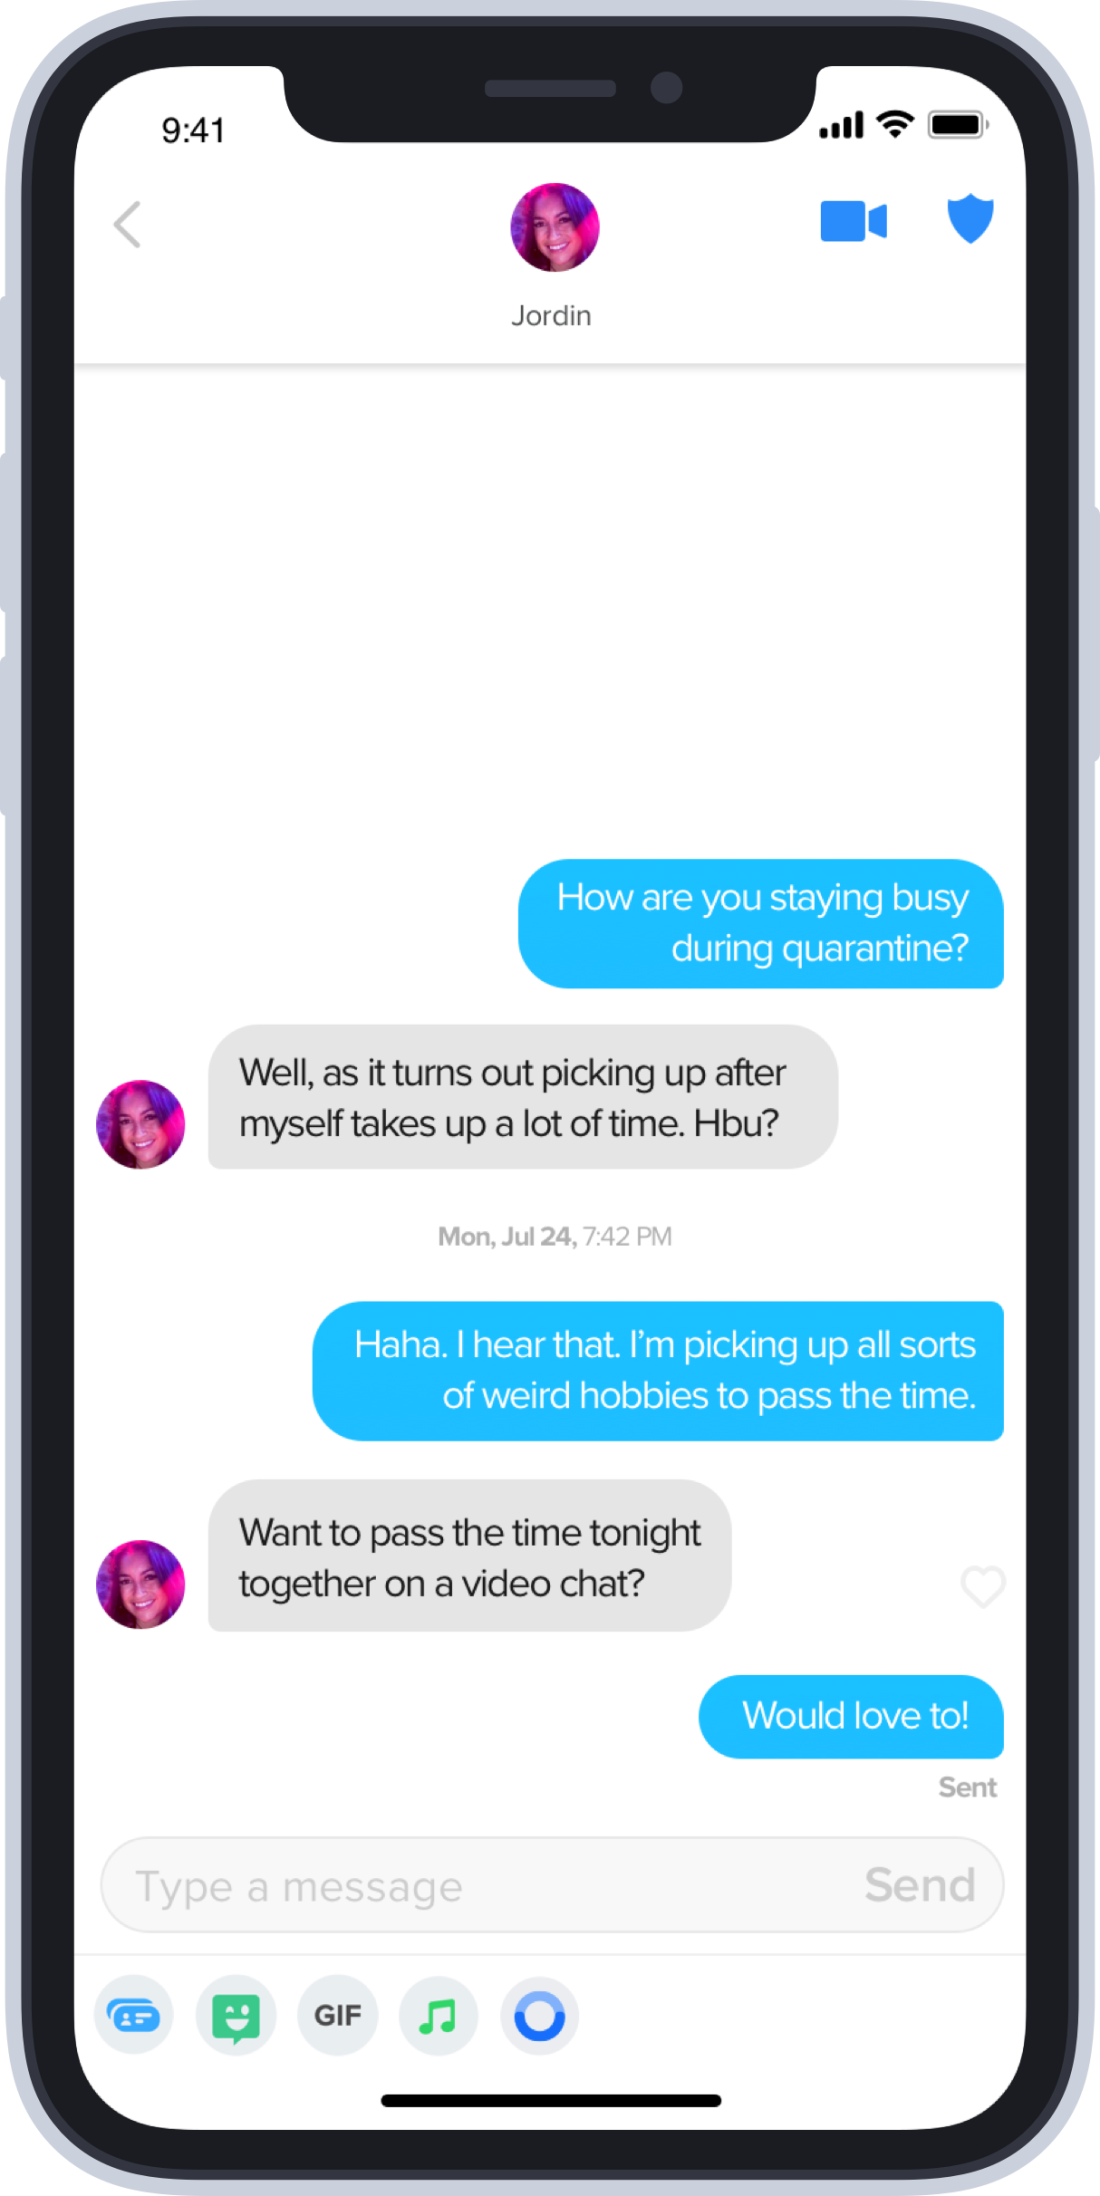 9:41
Jordin
How are you staying busy
during quarantine?
Well, as it turns out picking up after
myself takes up a lot of time. Hbu?
Mon, Jul 24, 7:42 PM
Haha. I hear that. I’m picking up all sorts
of weird hobbies to pass the time.
Want to pass the time tonight
together on a video chat?
Would love to!
Sent
Type a message Send
GIF